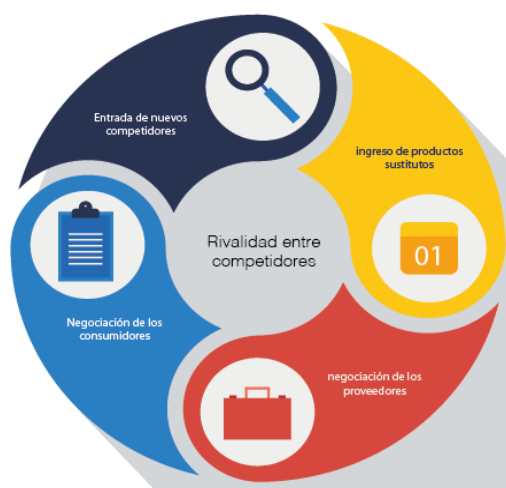 Entrada de nuevos
competidores
ingreso de productos
sustitutos
Rivalidad entre
competidores
01
Negociación de los
consumidores
negociación de los
proveedores